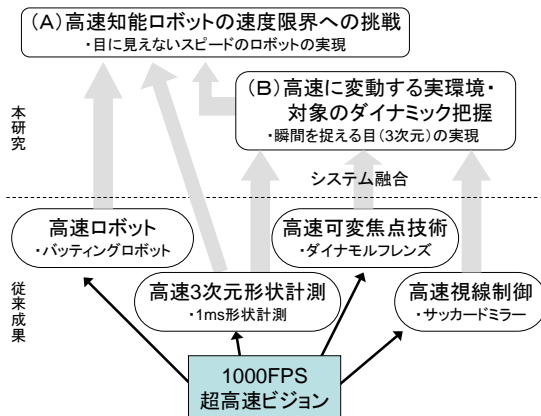 (A)高速知能ロボットの速度限界への挑戦
・目に見えないスピードのロボットの実現
(B)高速に変動する実環境・
対象のダイナミック把握
・瞬間を捉える目(3次元)の実現
本研究
システム融合
高速ロボット
・バッティングロボット
高速可変焦点技術
・ダイナモルフレンズ
高速3次元形状計測
・1ms形状計測
高速視線制御
・サッカードミラー
従来成果
1000FPS
超高速ビジョン